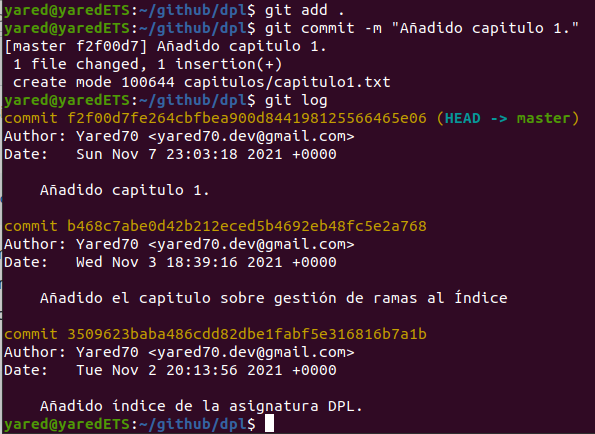 yared@yaredETS:~/github/dpl$ git add .
yared@yaredETS:~/github/dpl$ git commit -m "Añadido capitulo 1."
[master f2f00d7] Añadido capitulo 1.
 1 file changed, 1 insertion(+)
 create mode 100644 capitulos/capitulo1.txt
yared@yaredETS:~/github/dpl$ git log
commit f2f00d7fe264cbfbea900d844198125566465e06 (HEAD -> master)
Author: Yared70 <yared70.dev@gmail.com>
Date:   Sun Nov 7 23:03:18 2021 +0000

    Añadido capitulo 1.

commit b468c7abe0d42b212eced5b4692eb48fc5e2a768
Author: Yared70 <yared70.dev@gmail.com>
Date:   Wed Nov 3 18:39:16 2021 +0000

    Añadido el capitulo sobre gestión de ramas al Índice

commit 3509623baba486cdd82dbe1fabf5e316816b7a1b
Author: Yared70 <yared70.dev@gmail.com>
Date:   Tue Nov 2 20:13:56 2021 +0000

    Añadido índice de la asignatura DPL.
yared@yaredETS:~/github/dpl$